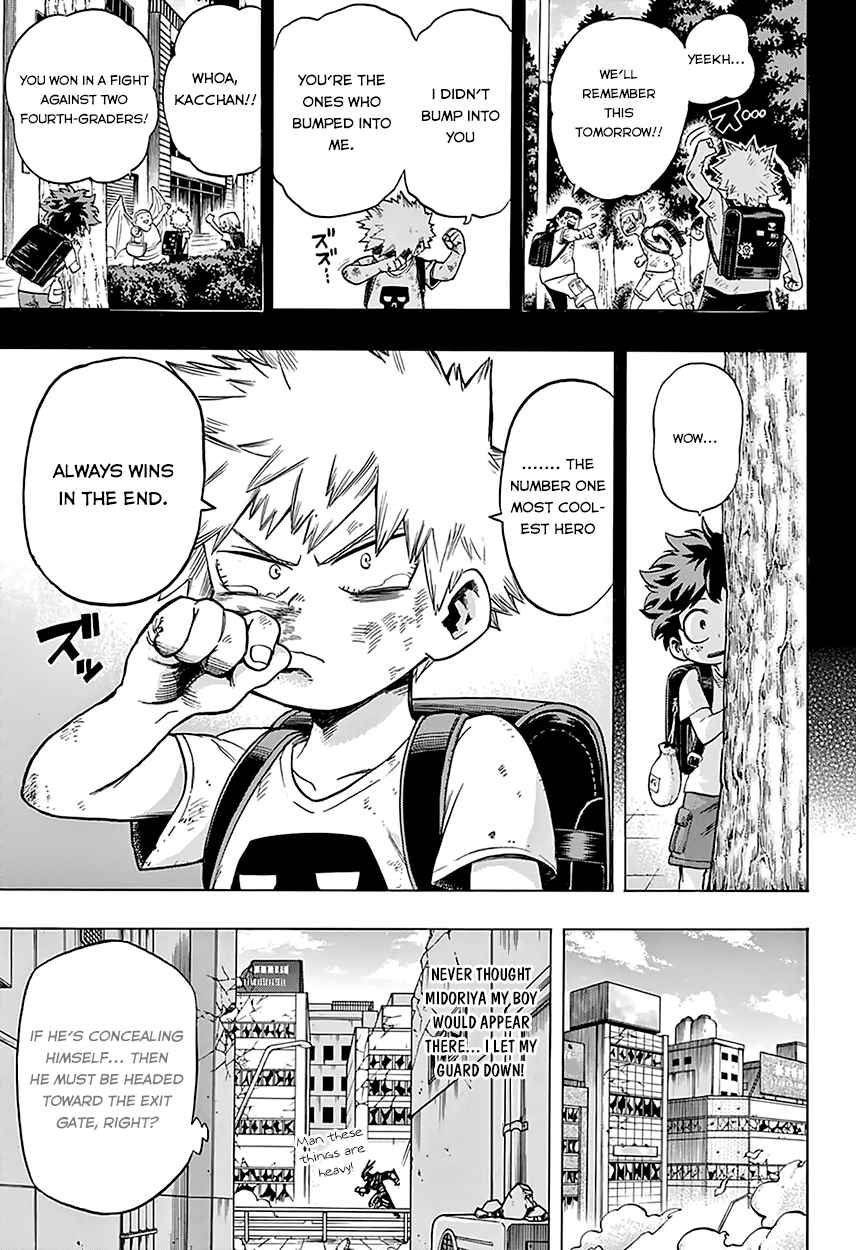 YEEKH...
WE'LL
REMEMBER
THIS
TOMORROW!!
スooo
I DIDN'T
BUMP INTO
YOU
YOU'RE THE
ONES WHO
BUMPED INTO
ME.
ズズ...
WHOA,
KACCHAN!!
YOU WON IN A FIGHT
AGAINST TWO
FOURTH-GRADERS!
WOW...
....... THE
NUMBER ONE
MOST COOL-
EST HERO
ALWAYS WINS
IN THE END.
ズッ
NEVER THOUGHT
MIDORIYA MY BOY
WOULD APPEAR
THERE... I LET MY
GUARD DOWN!
Man these
things are
heavy!
IF HE'S CONCEALING
HIMSELF... THEN
HE MUST BE HEADED
TOWARD THE EXIT
GATE, RIGHT?